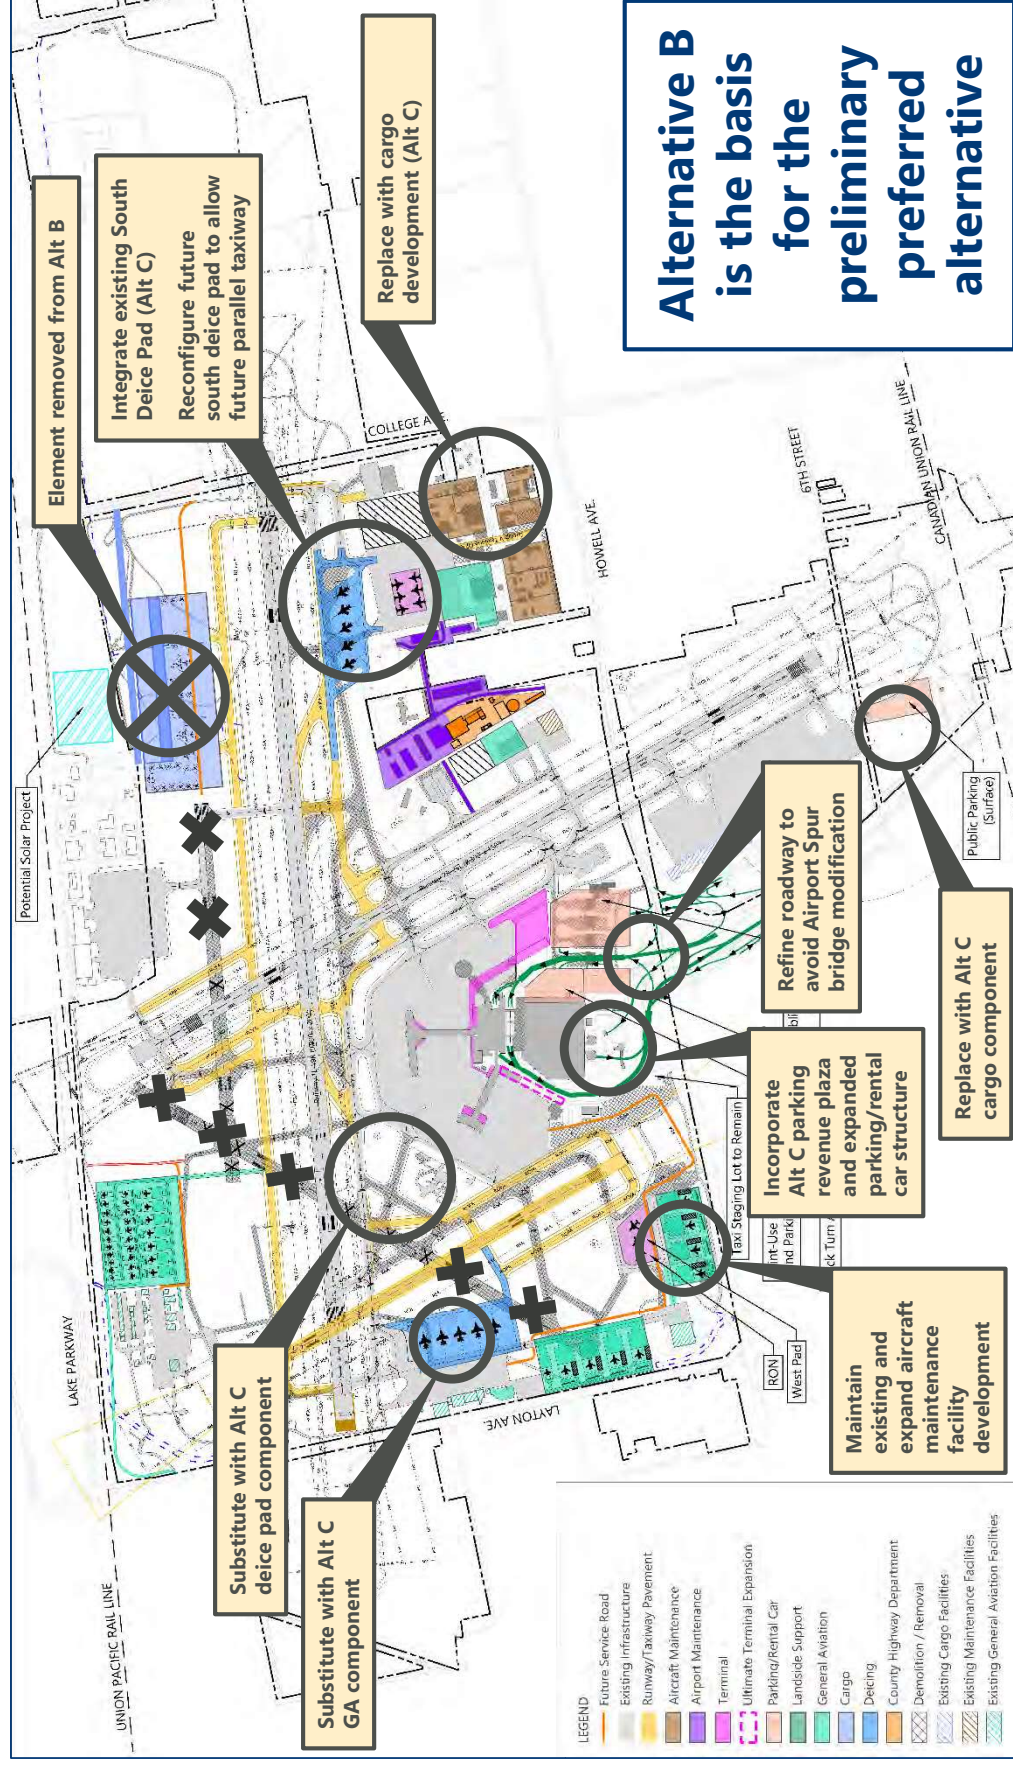 Alternative B
is the basis
for the
preliminary
preferred
alternative
Element removed from Alt B
Integrate existing South
Deice Pad (Alt C)
Reconfigure future
south deice pad to allow
future parallel taxiway
Replace with cargo
development (Alt C)
Potential Solar Project
COLLEGE AVE.
HOWELL AVE.
6TH STREET
CANADIAN UNION RAIL LINE
Public Parking
(Surface)
Refine roadway to
avoid Airport Spur
bridge modification
Replace with Alt C
cargo component
Incorporate
Alt C parking
revenue plaza
and expanded
parking/rental
car structure
Taxi Staging Lot to Remain
RON
West Pad
Maintain
existing and
expand aircraft
maintenance
facility
development
LAKE PARKWAY
UNION PACIFIC RAIL LINE
LAYTON AVE.
Substitute with Alt C
deice pad component
Substitute with Alt C
GA component
LEGEND
Future Service Road
Existing Infrastructure
Runway/Taxiway Pavement
Aircraft Maintenance
Airport Maintenance
Terminal
Ultimate Terminal Expansion
Parking/Rental Car
Landside Support
General Aviation
Cargo
Deicing
County Highway Department
Demolition / Removal
Existing Cargo Facilities
Existing Maintenance Facilities
Existing General Aviation Facilities